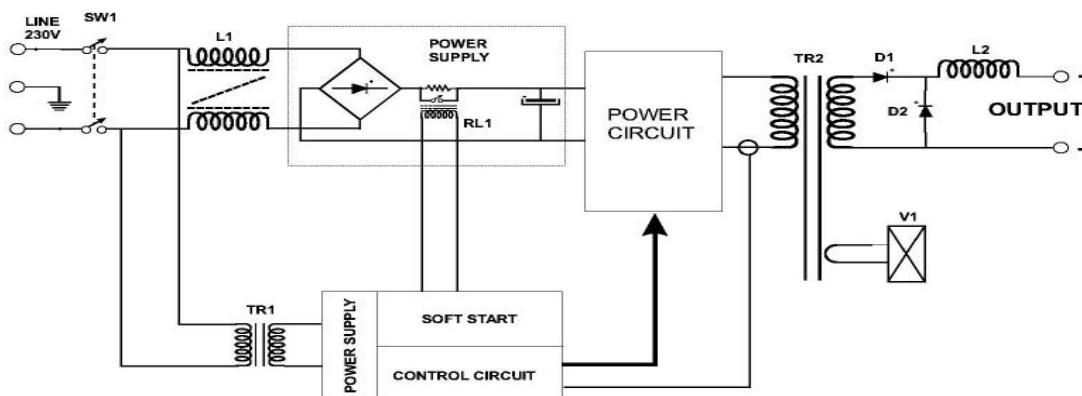 LINE
230V
SW1
L1
POWER
SUPPLY
RL1
POWER
CIRCUIT
TR2
D1
D2
L2
OUTPUT
V1
TR1
POWER SUPPLY
SOFT START
CONTROL CIRCUIT